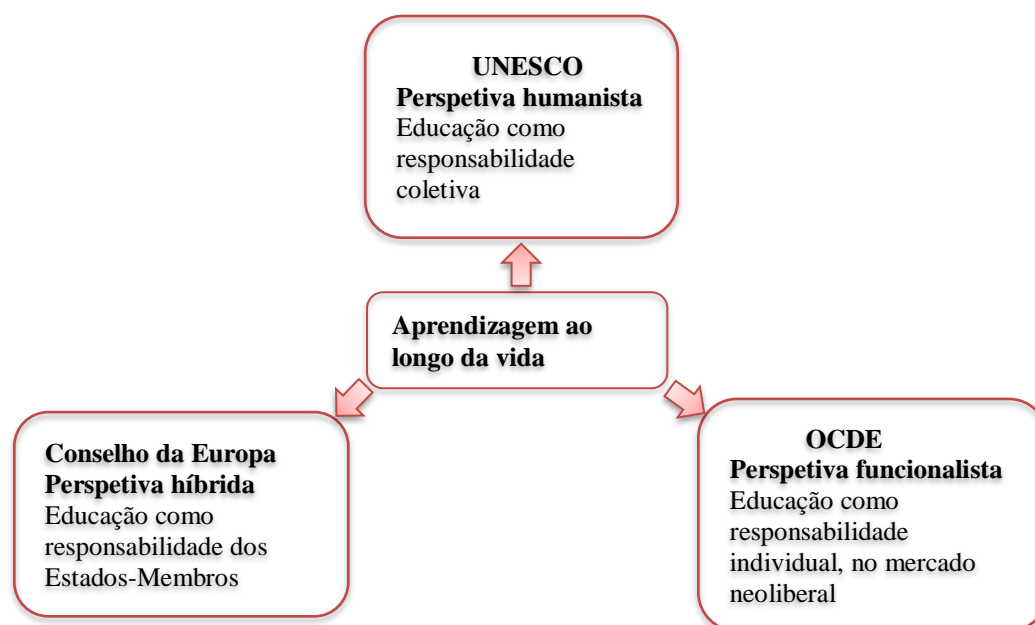 UNESCO
Perspetiva humanista
Educação como
responsabilidade
coletiva
Aprendizagem ao
longo da vida
Conselho da Europa
Perspetiva híbrida
Educação como
responsabilidade dos
Estados-Membros
OCDE
Perspetiva funcionalista
Educação como
responsabilidade
individual, no mercado
neoliberal